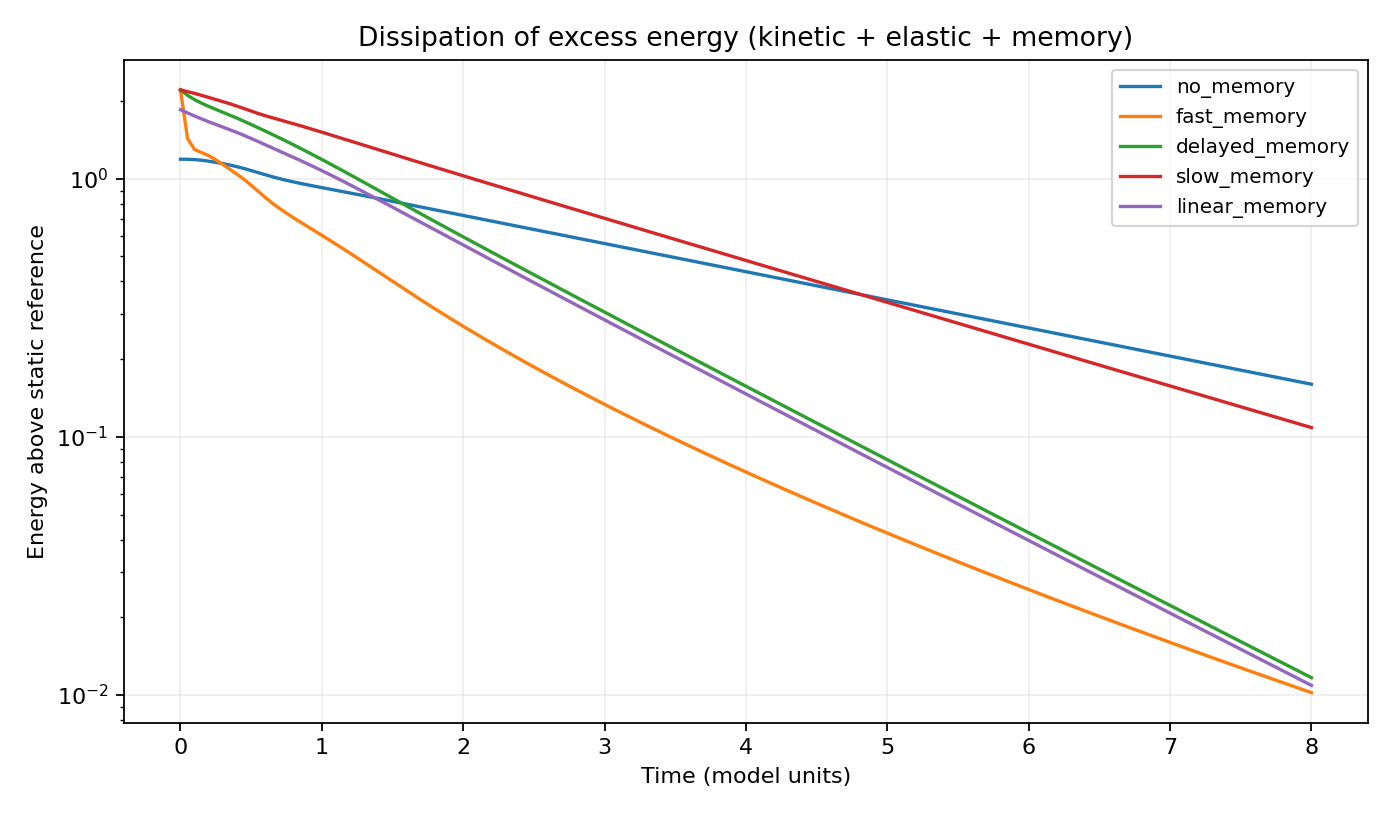 Dissipation of excess energy (kinetic + elastic + memory)
Energy above static reference
10⁰
10⁻¹
10⁻²
no_memory
fast_memory
delayed_memory
slow_memory
linear_memory
0 1 2 3 4 5 6 7 8
Time (model units)